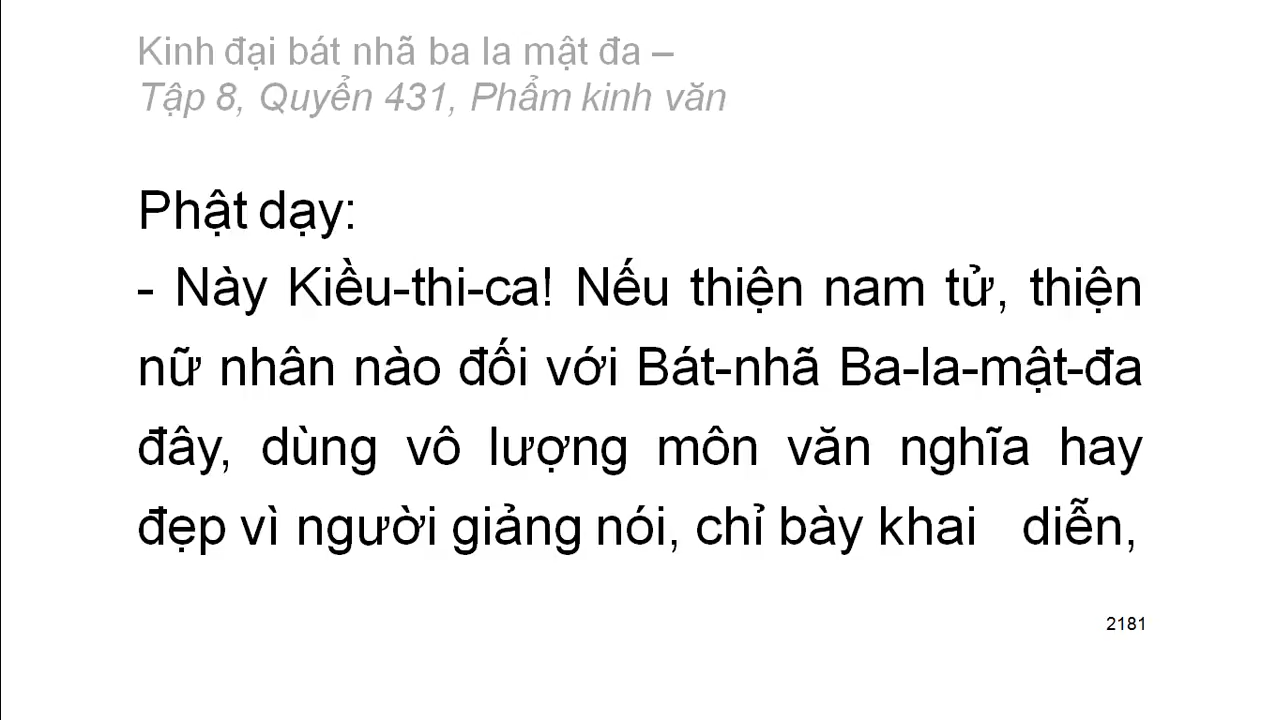 Kinh đại bát nhã ba la mật đa –
Tập 8, Quyển 431, Phẩm kinh văn
Phật dạy:
- Này Kiều-thi-ca! Nếu thiện nam tử, thiện
nữ nhân nào đối với Bát-nhã Ba-la-mật-đa
đây, dùng vô lượng môn văn nghĩa hay
đẹp vì người giảng nói, chỉ bày khai diễn,
2181